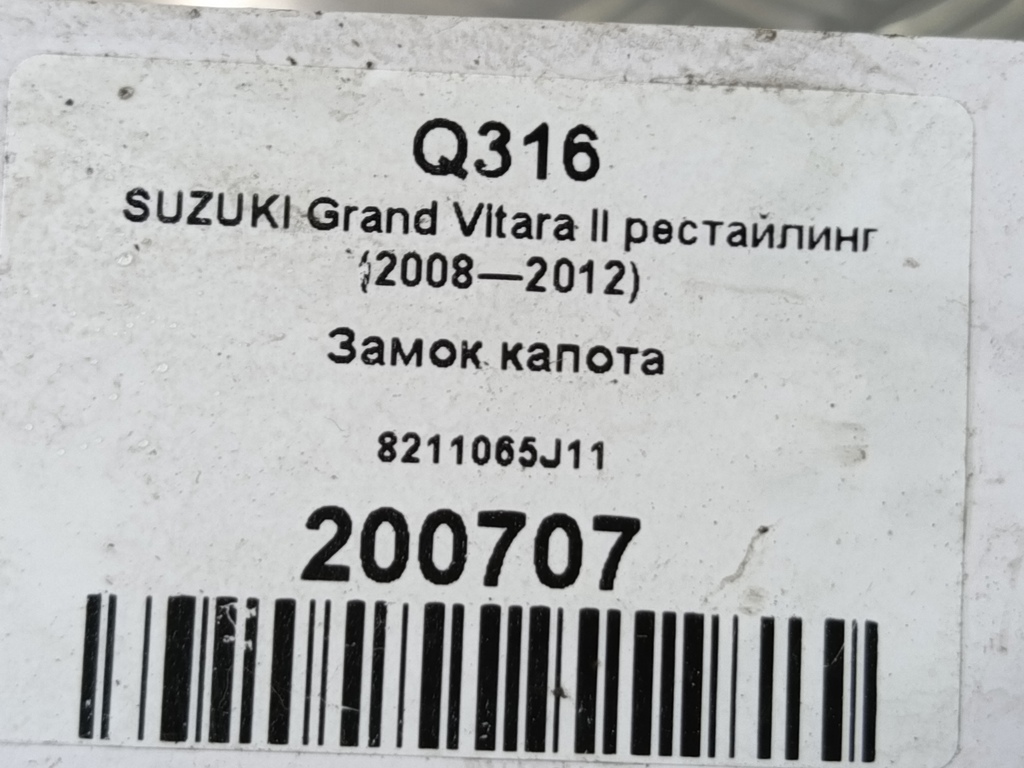 Q316
SUZUKI Grand Vitara II рестайлинг
(2008—2012)
Замок капота
8211065J11
200707